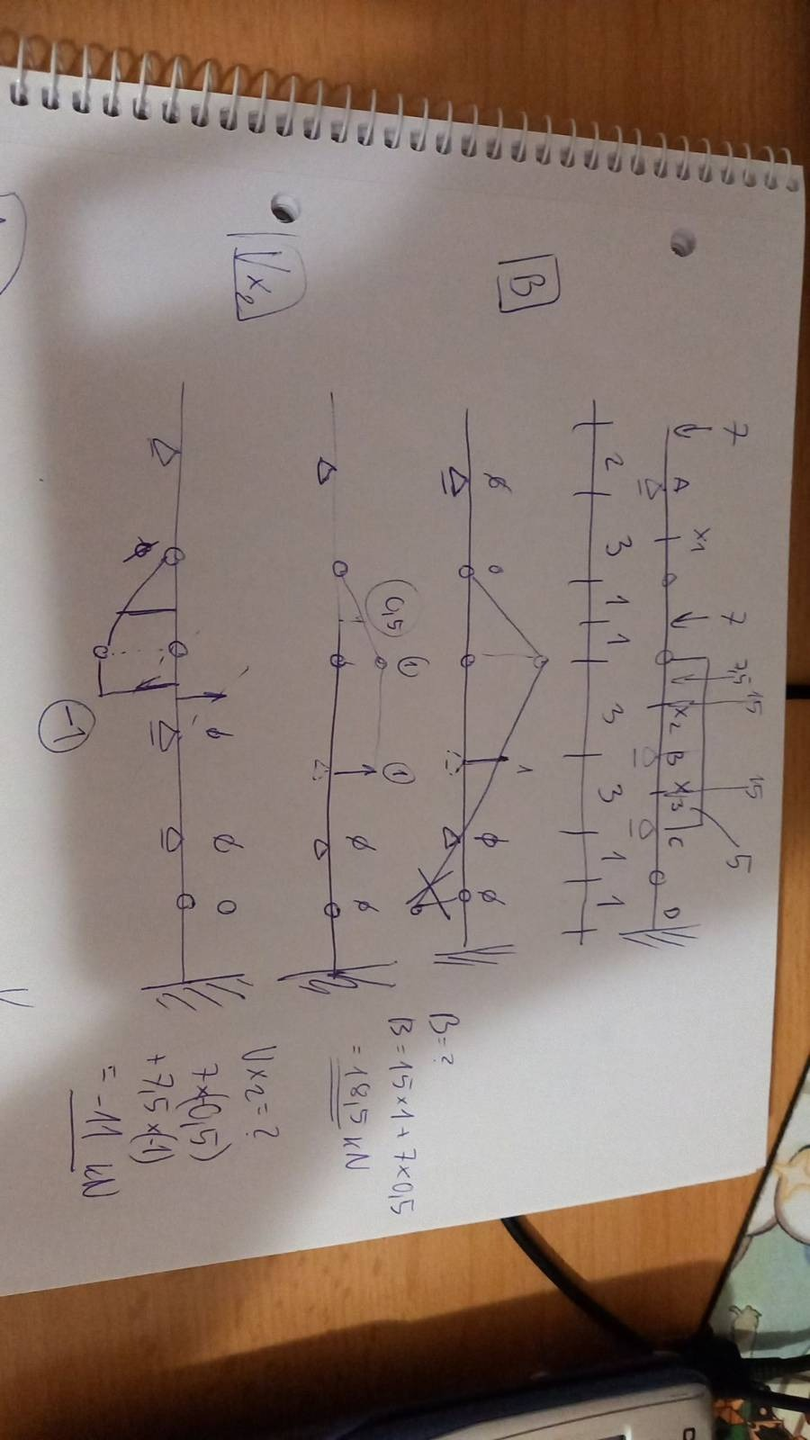 7 7 7,5 15 15 5
A X1 X2 B X3 C D
2 3 1 1 3 3 1 1
B
ø 0 1 ø ø
B=?
B=15×1+7×0,5
=18,5 kN
0,5 1 1 ø ø
Vx2
ø -1 ø ø 0
Vx2=?
7×(0,5)
+7,5×(-1)
=-11 kN